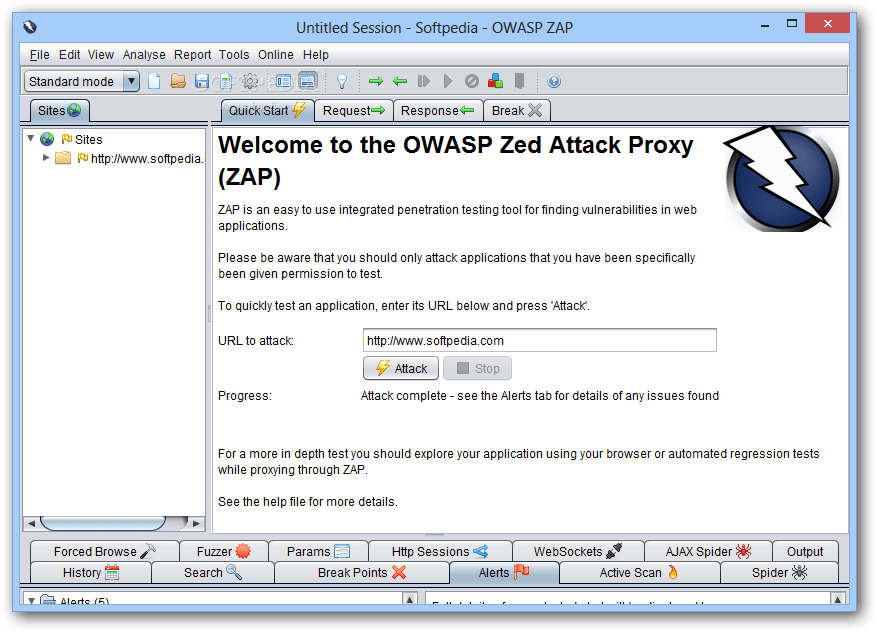 Untitled Session - Softpedia - OWASP ZAP
File Edit View Analyse Report Tools Online Help
Standard mode
Sites
Quick Start Request Response Break
Sites
http://www.softpedia.
Welcome to the OWASP Zed Attack Proxy
(ZAP)
ZAP is an easy to use integrated penetration testing tool for finding vulnerabilities in web
applications.
Please be aware that you should only attack applications that you have been specifically
been given permission to test.
To quickly test an application, enter its URL below and press 'Attack'.
URL to attack: http://www.softpedia.com
Attack Stop
Progress: Attack complete - see the Alerts tab for details of any issues found
For a more in depth test you should explore your application using your browser or automated regression tests
while proxying through ZAP.
See the help file for more details.
Forced Browse Fuzzer Params Http Sessions WebSockets AJAX Spider Output
History Search Break Points Alerts Active Scan Spider
Alerts (5)